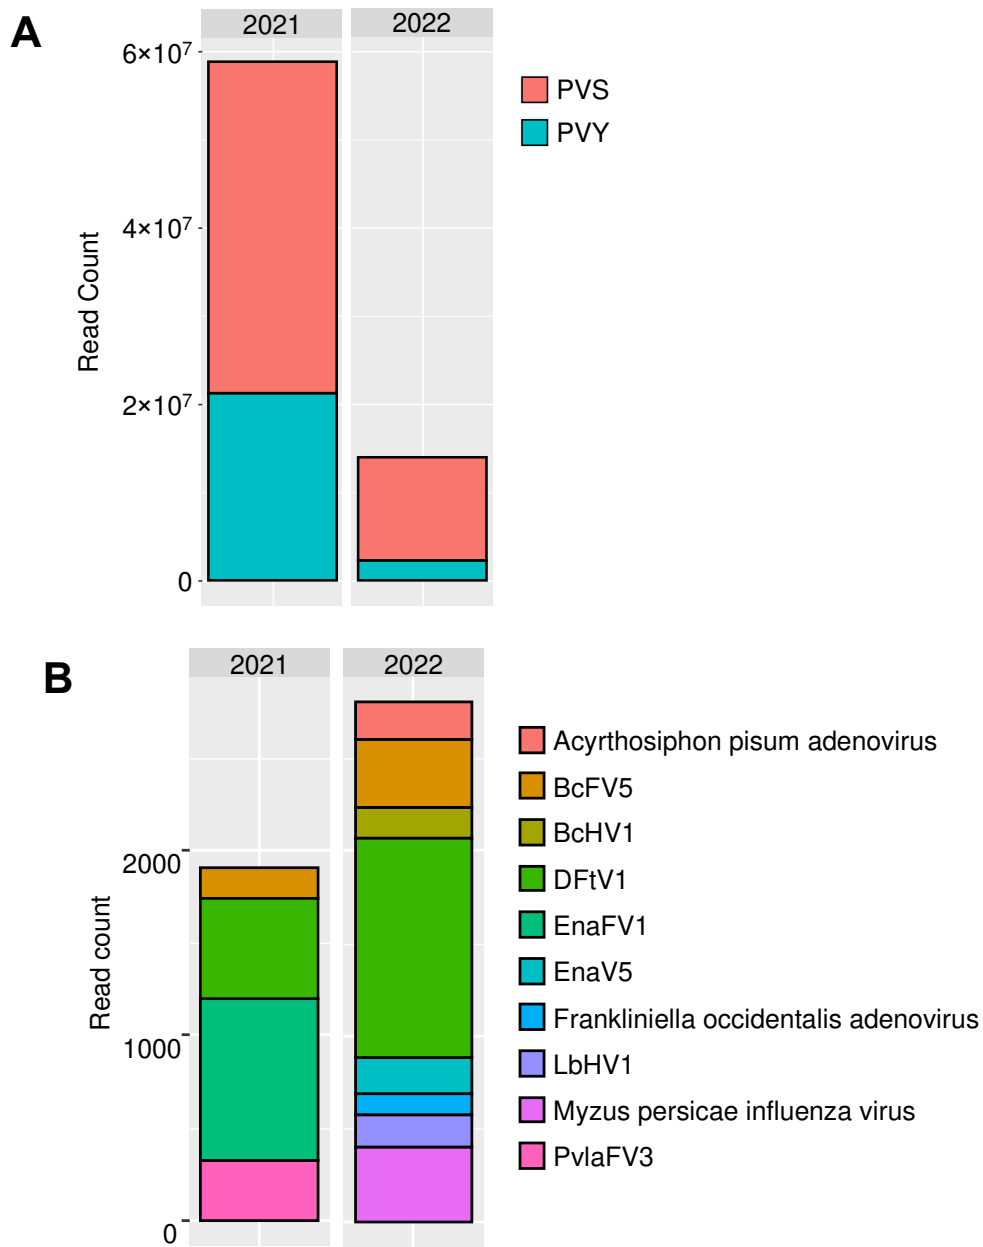 A
2021
2022
6×10⁷
4×10⁷
2×10⁷
0
Read Count
PVS
PVY
B
2021
2022
2000
1000
0
Read count
Acyrthosiphon pisum adenovirus
BcFV5
BcHV1
DFtV1
EnaFV1
EnaV5
Frankliniella occidentalis adenovirus
LbHV1
Myzus persicae influenza virus
PvlaFV3